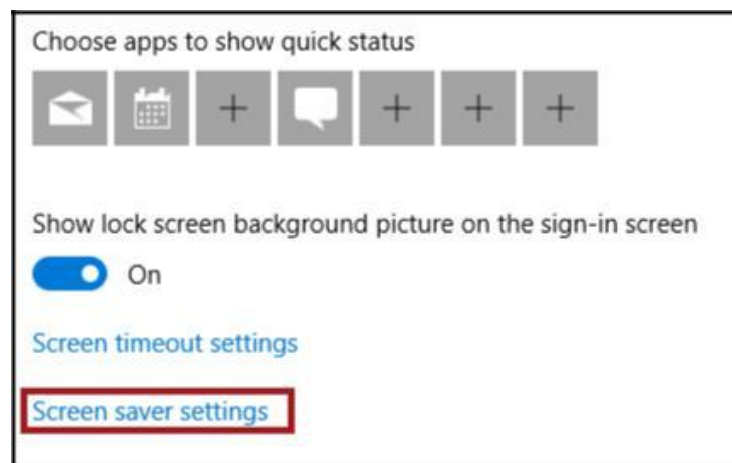 Choose apps to show quick status
Show lock screen background picture on the sign-in screen
On
Screen timeout settings
Screen saver settings